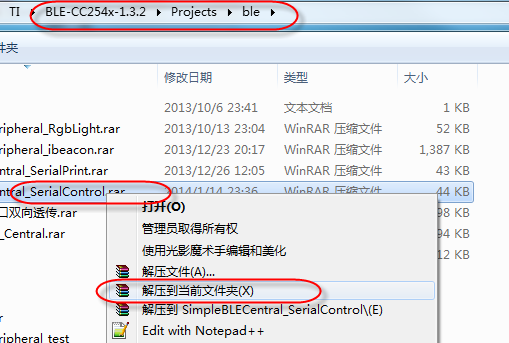 TI BLE-CC254x-1.3.2 Projects ble
件夹
修改日期 类型 大小
2013/10/6 23:41 文本文档 1 KB
ripheral_RgbLight.rar 2013/10/13 23:04 WinRAR 压缩文件 52 KB
ripheral_ibeacon.rar 2013/12/23 20:17 WinRAR 压缩文件 1,387 KB
ntral_SerialPrint.rar 2013/12/26 12:05 WinRAR 压缩文件 43 KB
ntral_SerialControl.rar 2014/1/14 23:36 WinRAR 压缩文件 44 KB
口双向透传.rar 98 KB
_Central.rar 94 KB
12 KB
打开(O)
管理员取得所有权
使用光影魔术手编辑和美化
解压文件(A)...
解压到当前文件夹(X)
解压到 SimpleBLECentral_SerialControl\(E)
Edit with Notepad++
ripheral_test